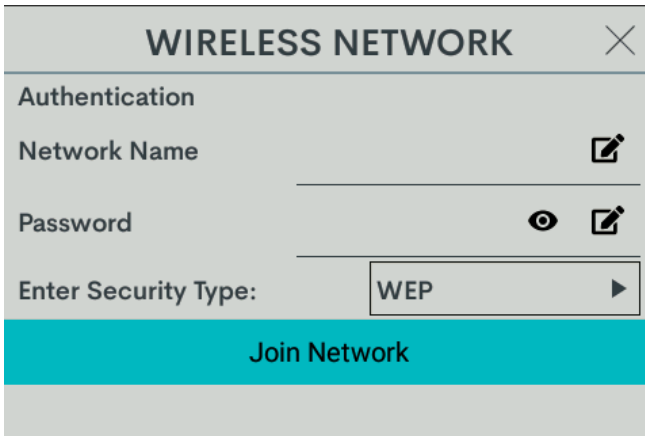 WIRELESS NETWORK
Authentication
Network Name
Password
Enter Security Type: WEP
Join Network